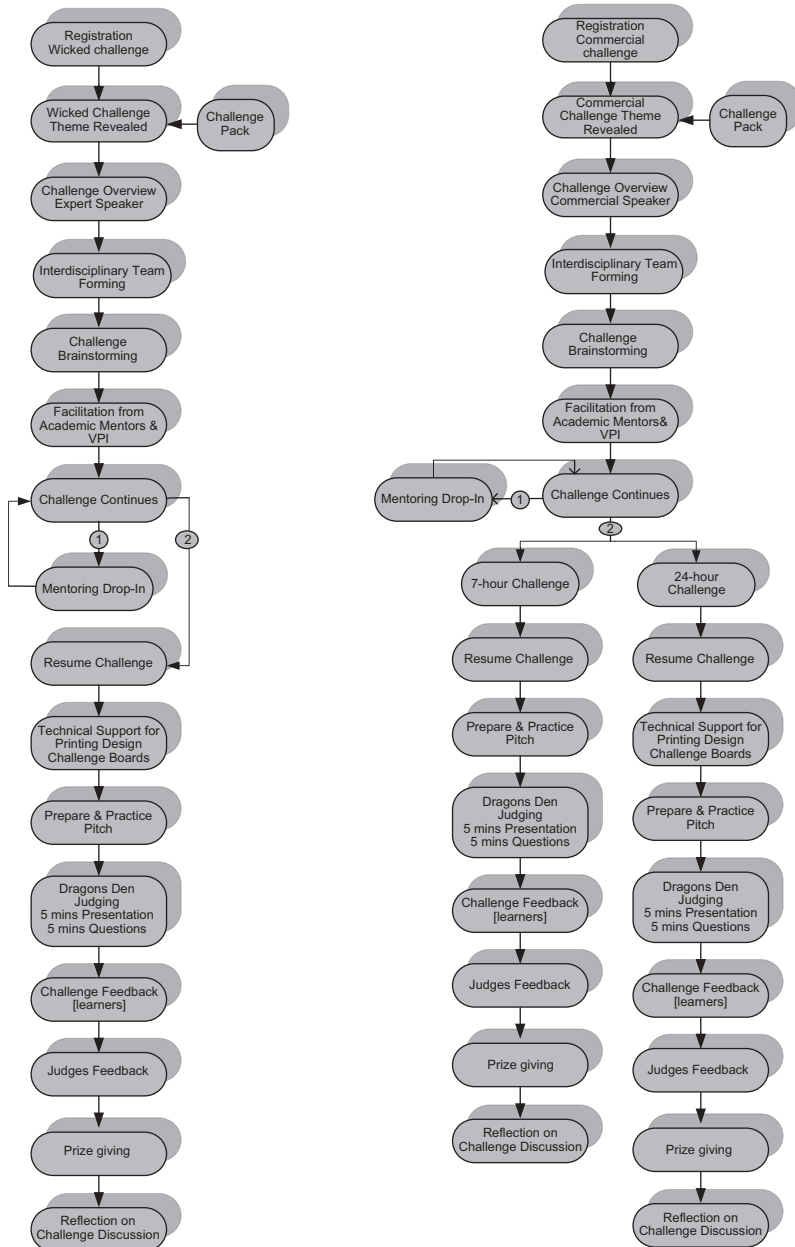 Registration
Wicked challenge
Wicked Challenge
Theme Revealed
Challenge
Pack
Challenge Overview
Expert Speaker
Interdisciplinary Team
Forming
Challenge
Brainstorming
Facilitation from
Academic Mentors &
VPI
Challenge Continues
1
2
Mentoring Drop-In
Resume Challenge
Technical Support for
Printing Design
Challenge Boards
Prepare & Practice
Pitch
Dragons Den
Judging
5 mins Presentation
5 mins Questions
Challenge Feedback
[learners]
Judges Feedback
Prize giving
Reflection on
Challenge Discussion
Registration
Commercial
challenge
Commercial
Challenge Theme
Revealed
Challenge
Pack
Challenge Overview
Commercial Speaker
Interdisciplinary Team
Forming
Challenge
Brainstorming
Facilitation from
Academic Mentors&
VPI
Mentoring Drop-In
1
Challenge Continues
2
7-hour Challenge
Resume Challenge
Prepare & Practice
Pitch
Dragons Den
Judging
5 mins Presentation
5 mins Questions
Challenge Feedback
[learners]
Judges Feedback
Prize giving
Reflection on
Challenge Discussion
24-hour
Challenge
Resume Challenge
Technical Support for
Printing Design
Challenge Boards
Prepare & Practice
Pitch
Dragons Den
Judging
5 mins Presentation
5 mins Questions
Challenge Feedback
[learners]
Judges Feedback
Prize giving
Reflection on
Challenge Discussion